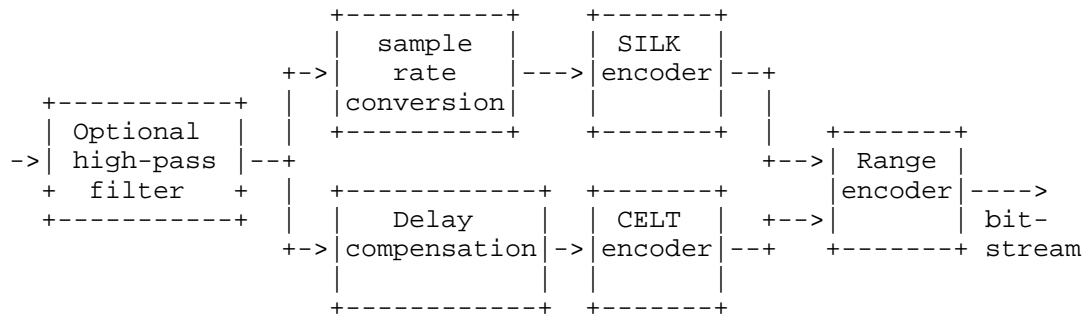 +----------+    +-------+
                       |  sample  |    | SILK  |
                    +->|   rate   |--->|encoder|--+
  +-----------+     |  |conversion|    |       |  |
  |  Optional |     |  +----------+    +-------+  |    +-------+
->| high-pass |--+                                +-->| Range |
  +  filter   +  |  +------------+    +-------+      |encoder|---->
  +-----------+  |  |   Delay    |    | CELT  |  +-->|       | bit-
                 +->|compensation|->|encoder|--+   +-------+ stream
                    |            |  |       |
                    +------------+  +-------+